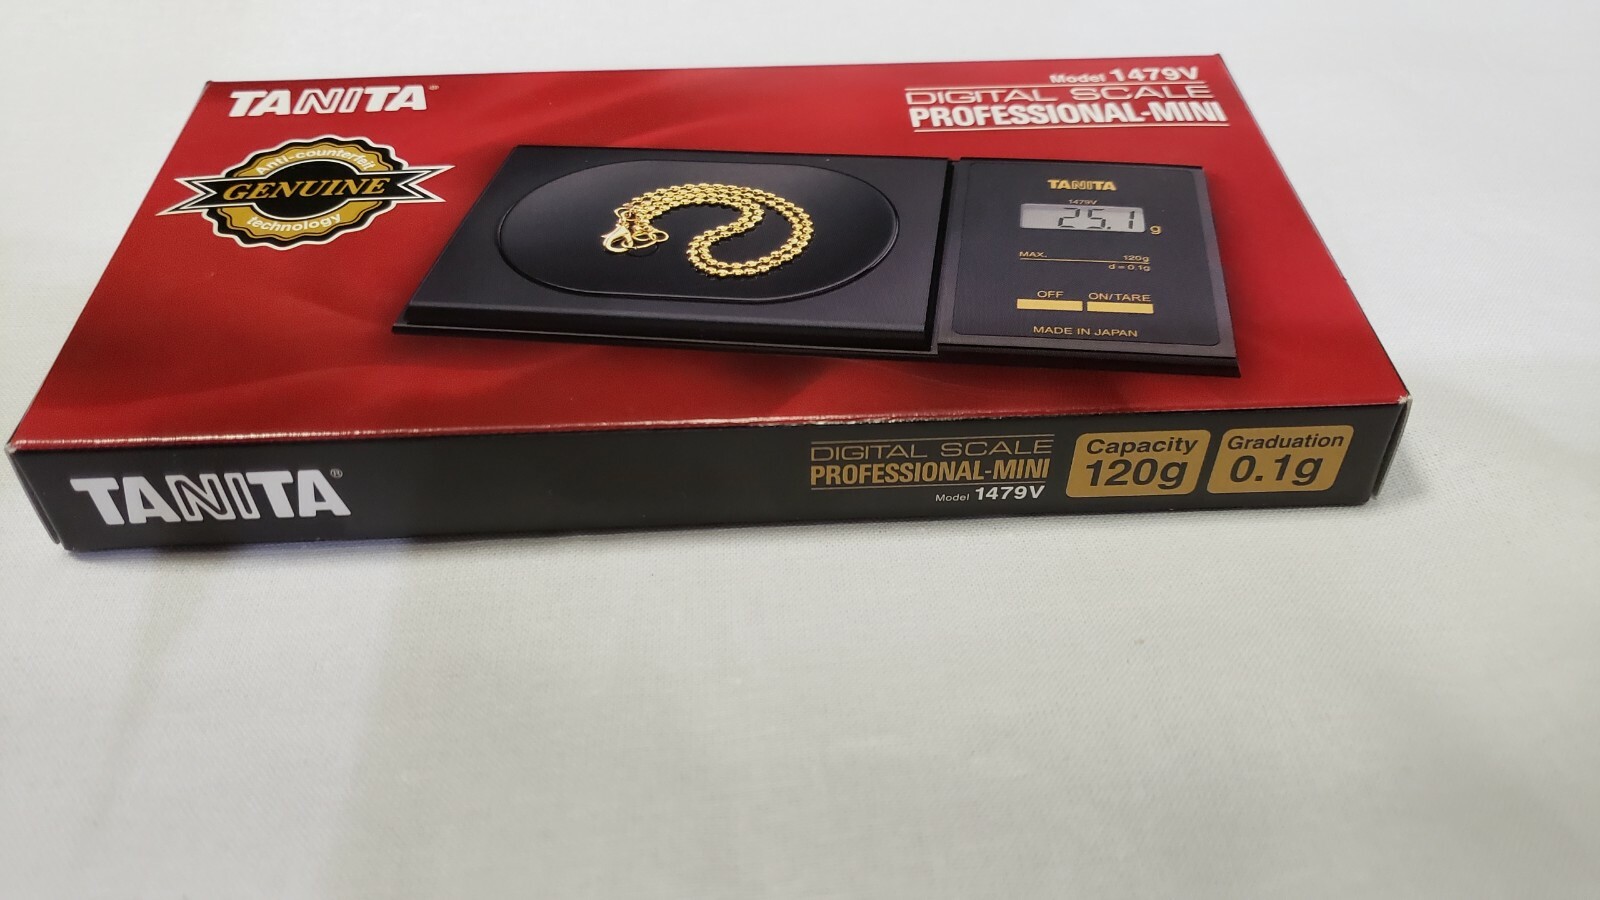 TANITA®
Model 1479V
DIGITAL SCALE
PROFESSIONAL-MINI
Anti-counterfeit
GENUINE
technology
TANITA
1479V
25.1 g
MAX. 120g
d=0.1g
OFF ON/TARE
MADE IN JAPAN
TANITA®
DIGITAL SCALE
PROFESSIONAL-MINI
Model 1479V
Capacity
120g
Graduation
0.1g